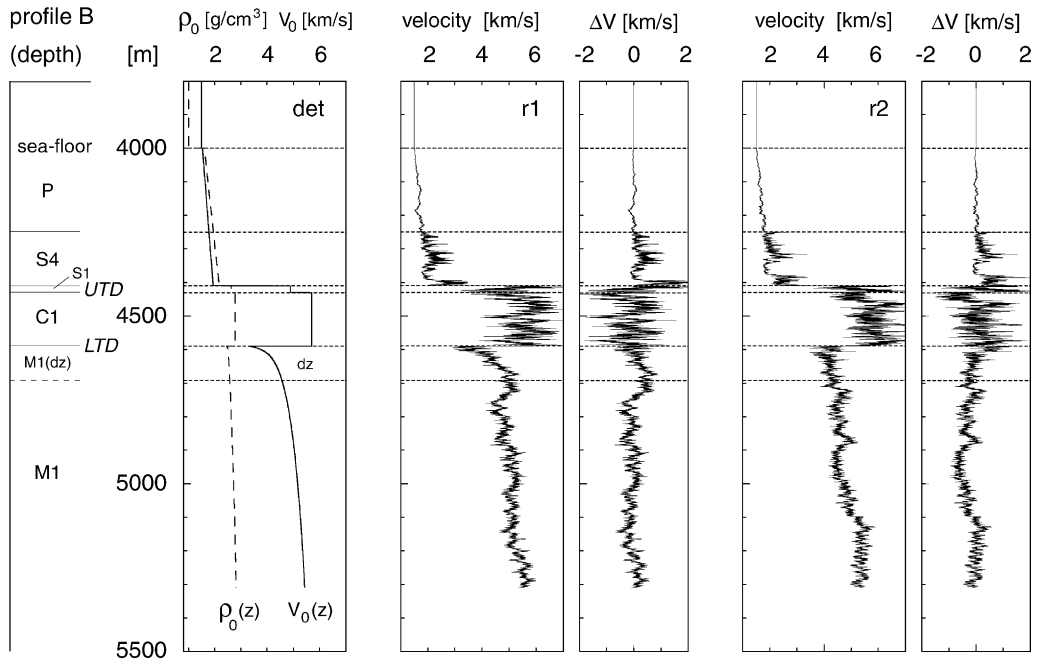 profile B ρ₀ [g/cm³] V₀ [km/s] velocity [km/s] ΔV [km/s] velocity [km/s] ΔV [km/s]
(depth) [m] 2 4 6 2 4 6 -2 0 2 2 4 6 -2 0 2
det r1 r2
sea-floor 4000
P
S4
S1
UTD
C1 4500
LTD
M1(dz) dz
M1 5000
ρ₀(z) V₀(z)
5500